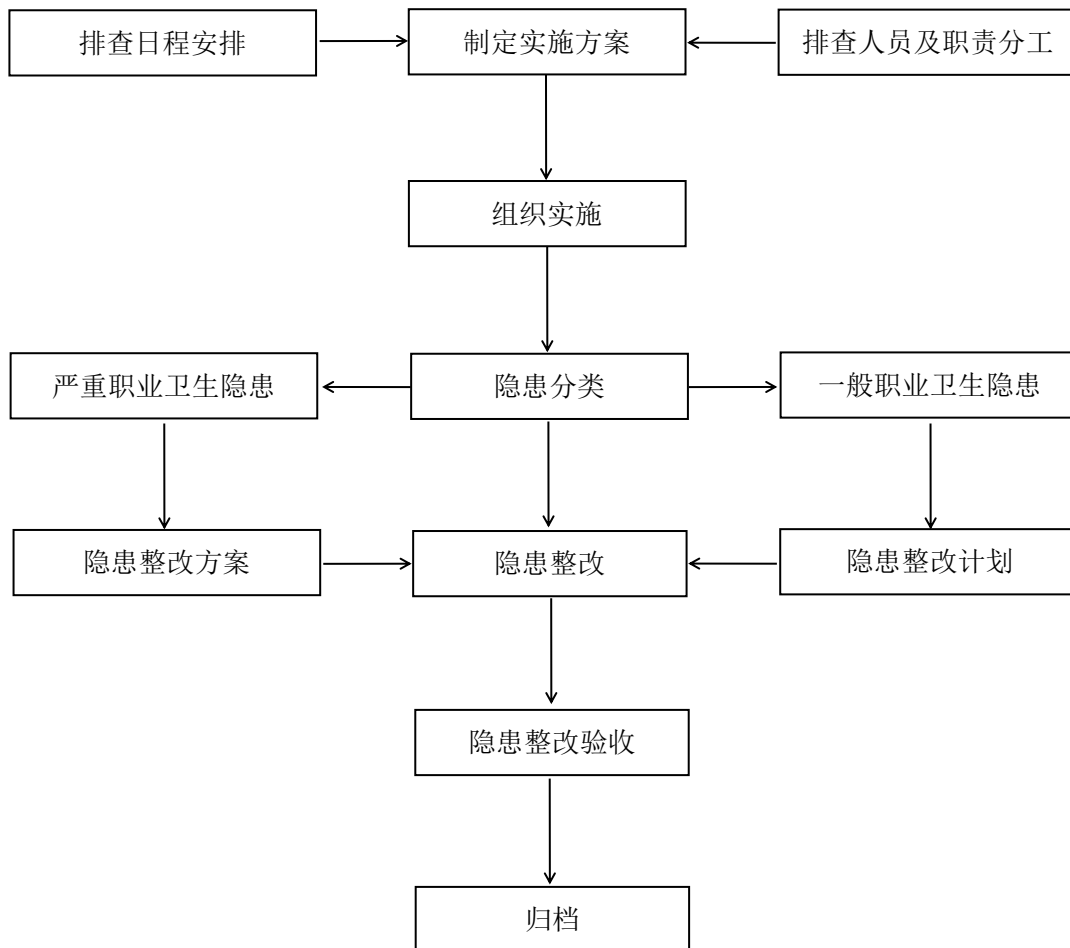 排查日程安排
制定实施方案
排查人员及职责分工
组织实施
严重职业卫生隐患
隐患分类
一般职业卫生隐患
隐患整改方案
隐患整改
隐患整改计划
隐患整改验收
归档